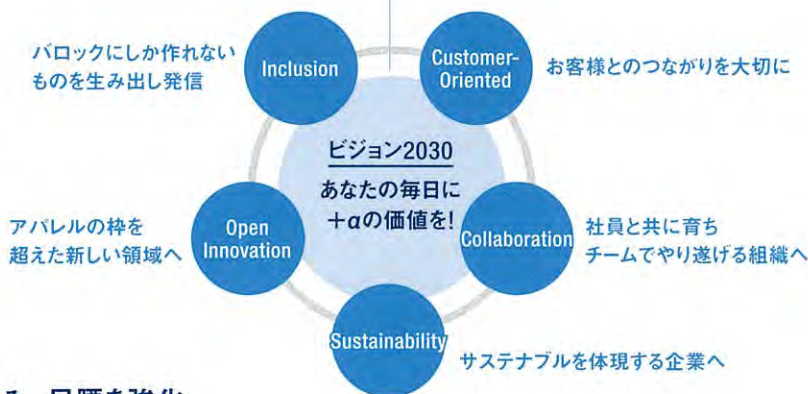 バロックにしか作れない
ものを生み出し発信
Inclusion
Customer-
Oriented
お客様とのつながりを大切に
ビジョン2030
あなたの毎日に
+αの価値を!
アパレルの枠を
超えた新しい領域へ
Open
Innovation
Collaboration
社員と共に育ち
チームでやり遂げる組織へ
Sustainability
サステナブルを体現する企業へ